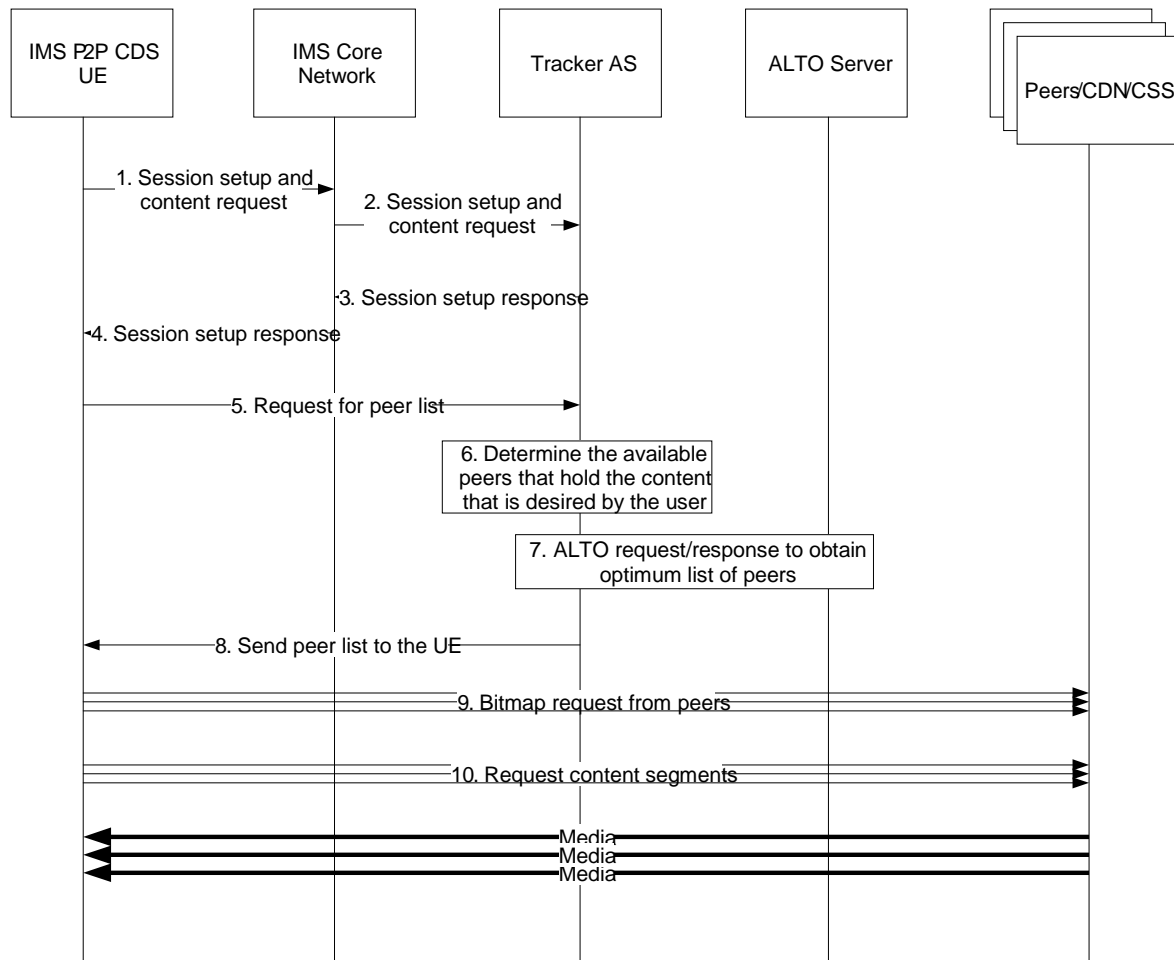 IMS P2P CDS
UE
IMS Core
Network
Tracker AS
ALTO Server
Peers/CDN/CSS
1. Session setup and
content request
2. Session setup and
content request
3. Session setup response
4. Session setup response
5. Request for peer list
6. Determine the available
peers that hold the content
that is desired by the user
7. ALTO request/response to obtain
optimum list of peers
8. Send peer list to the UE
9. Bitmap request from peers
10. Request content segments
Media
Media
Media